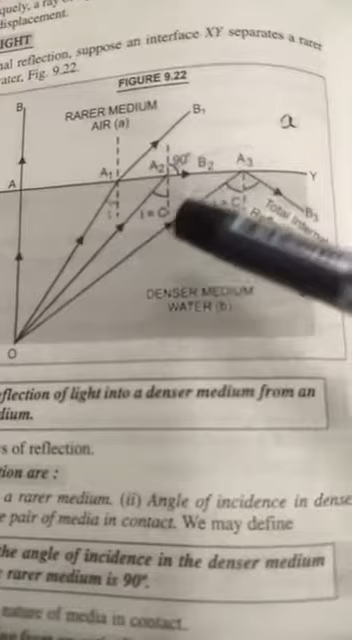 quely, a ray o
displacement.
IGHT
nal reflection, suppose an interface XY separates a rarer
ater, Fig. 9.22.
FIGURE 9.22
B
RARER MEDIUM
AIR (a)
B₁
a
A
A₁
A₂
90°
B₂
A₃
Y
i
i = C
B₃
Total Internal
DENSER MEDIUM
WATER (b)
O
eflection of light into a denser medium from an
dium.
s of reflection.
tion are :
a rarer medium. (ii) Angle of incidence in dense
e pair of media in contact. We may define
the angle of incidence in the denser medium
rarer medium is 90°.
nature of media in contact.